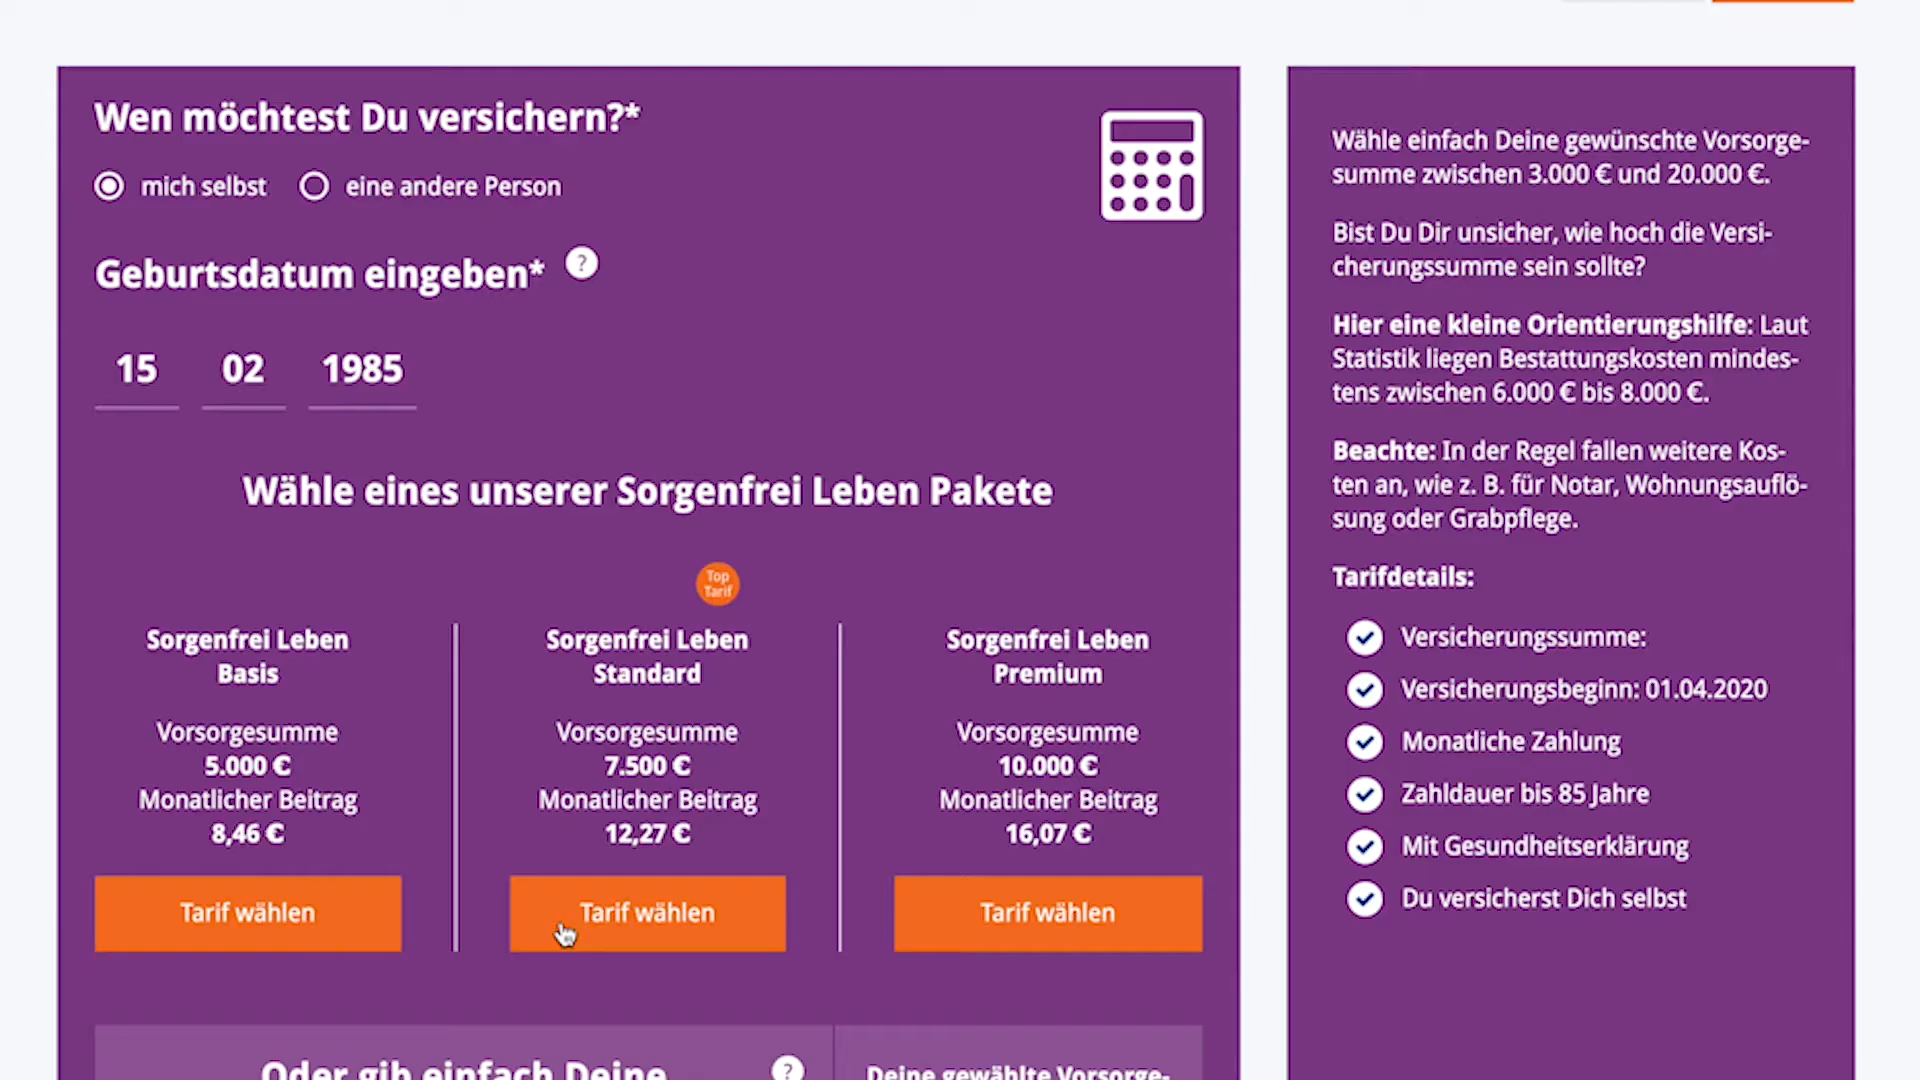 Wen möchtest Du versichern?*
mich selbst
eine andere Person
Geburtsdatum eingeben* ?
15 02 1985
Wähle eines unserer Sorgenfrei Leben Pakete
Top
Tarif
Sorgenfrei Leben
Basis
Vorsorgesumme
5.000 €
Monatlicher Beitrag
8,46 €
Tarif wählen
Sorgenfrei Leben
Standard
Vorsorgesumme
7.500 €
Monatlicher Beitrag
12,27 €
Tarif wählen
Sorgenfrei Leben
Premium
Vorsorgesumme
10.000 €
Monatlicher Beitrag
16,07 €
Tarif wählen
Oder gib einfach Deine ?
Deine gewählte Vorsorge-
Wähle einfach Deine gewünschte Vorsorge-
summe zwischen 3.000 € und 20.000 €.
Bist Du Dir unsicher, wie hoch die Versi-
cherungssumme sein sollte?
Hier eine kleine Orientierungshilfe: Laut
Statistik liegen Bestattungskosten mindes-
tens zwischen 6.000 € bis 8.000 €.
Beachte: In der Regel fallen weitere Kos-
ten an, wie z. B. für Notar, Wohnungsauflö-
sung oder Grabpflege.
Tarifdetails:
Versicherungssumme:
Versicherungsbeginn: 01.04.2020
Monatliche Zahlung
Zahldauer bis 85 Jahre
Mit Gesundheitserklärung
Du versicherst Dich selbst